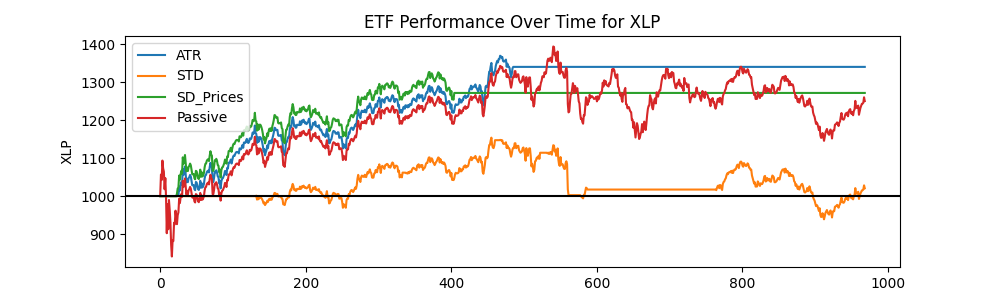 ETF Performance Over Time for XLP
XLP
1400
1300
1200
1100
1000
900
ATR
STD
SD_Prices
Passive
0 200 400 600 800 1000